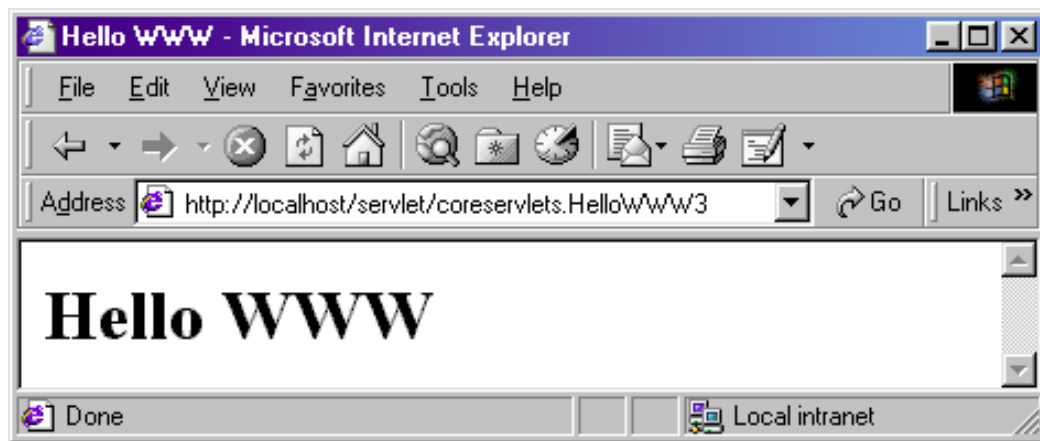 Hello WWW - Microsoft Internet Explorer
File Edit View Favorites Tools Help
Address http://localhost/servlet/coreservlets.HelloWWW3 Go Links »
Hello WWW
Done Local intranet